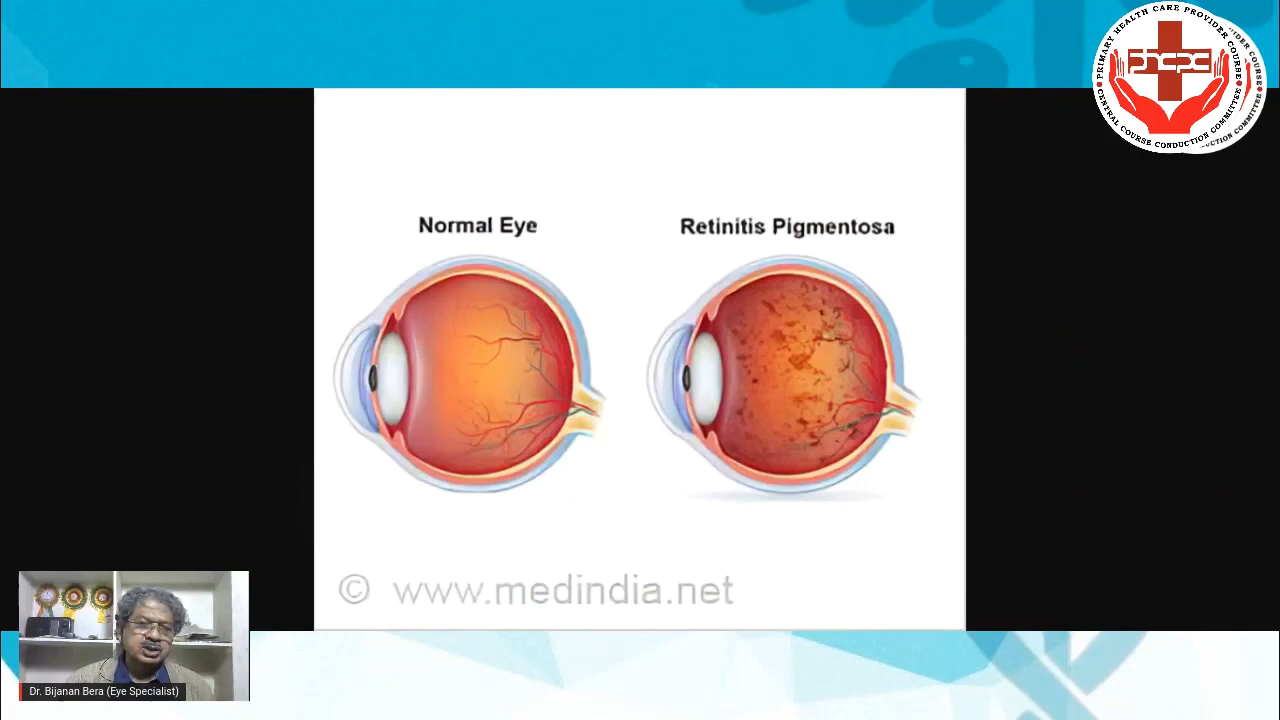 PRIMARY HEALTH CARE PROVIDER COURSE
phcpc
CENTRAL COURSE CONDUCTION COMMITTEE
Normal Eye
Retinitis Pigmentosa
© www.medindia.net
Dr. Bijanan Bera (Eye Specialist)